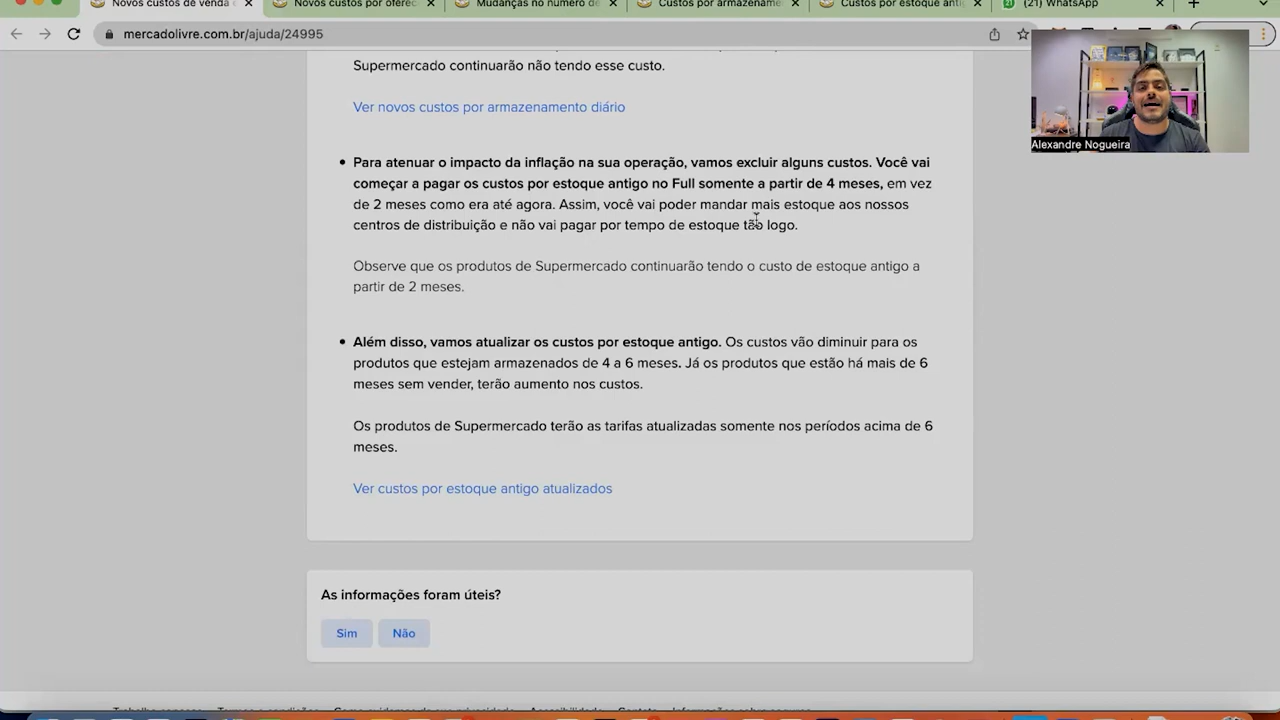 Novos custos de venda
Novos custos por oferec
Mudanças no número de
Custos por armazenam
Custos por estoque anti
(21) WhatsApp
mercadolivre.com.br/ajuda/24995
Supermercado continuarão não tendo esse custo.
Ver novos custos por armazenamento diário
Alexandre Nogueira
Para atenuar o impacto da inflação na sua operação, vamos excluir alguns custos. Você vai
começar a pagar os custos por estoque antigo no Full somente a partir de 4 meses, em vez
de 2 meses como era até agora. Assim, você vai poder mandar mais estoque aos nossos
centros de distribuição e não vai pagar por tempo de estoque tão logo.
Observe que os produtos de Supermercado continuarão tendo o custo de estoque antigo a
partir de 2 meses.
Além disso, vamos atualizar os custos por estoque antigo. Os custos vão diminuir para os
produtos que estejam armazenados de 4 a 6 meses. Já os produtos que estão há mais de 6
meses sem vender, terão aumento nos custos.
Os produtos de Supermercado terão as tarifas atualizadas somente nos períodos acima de 6
meses.
Ver custos por estoque antigo atualizados
As informações foram úteis?
Sim
Não